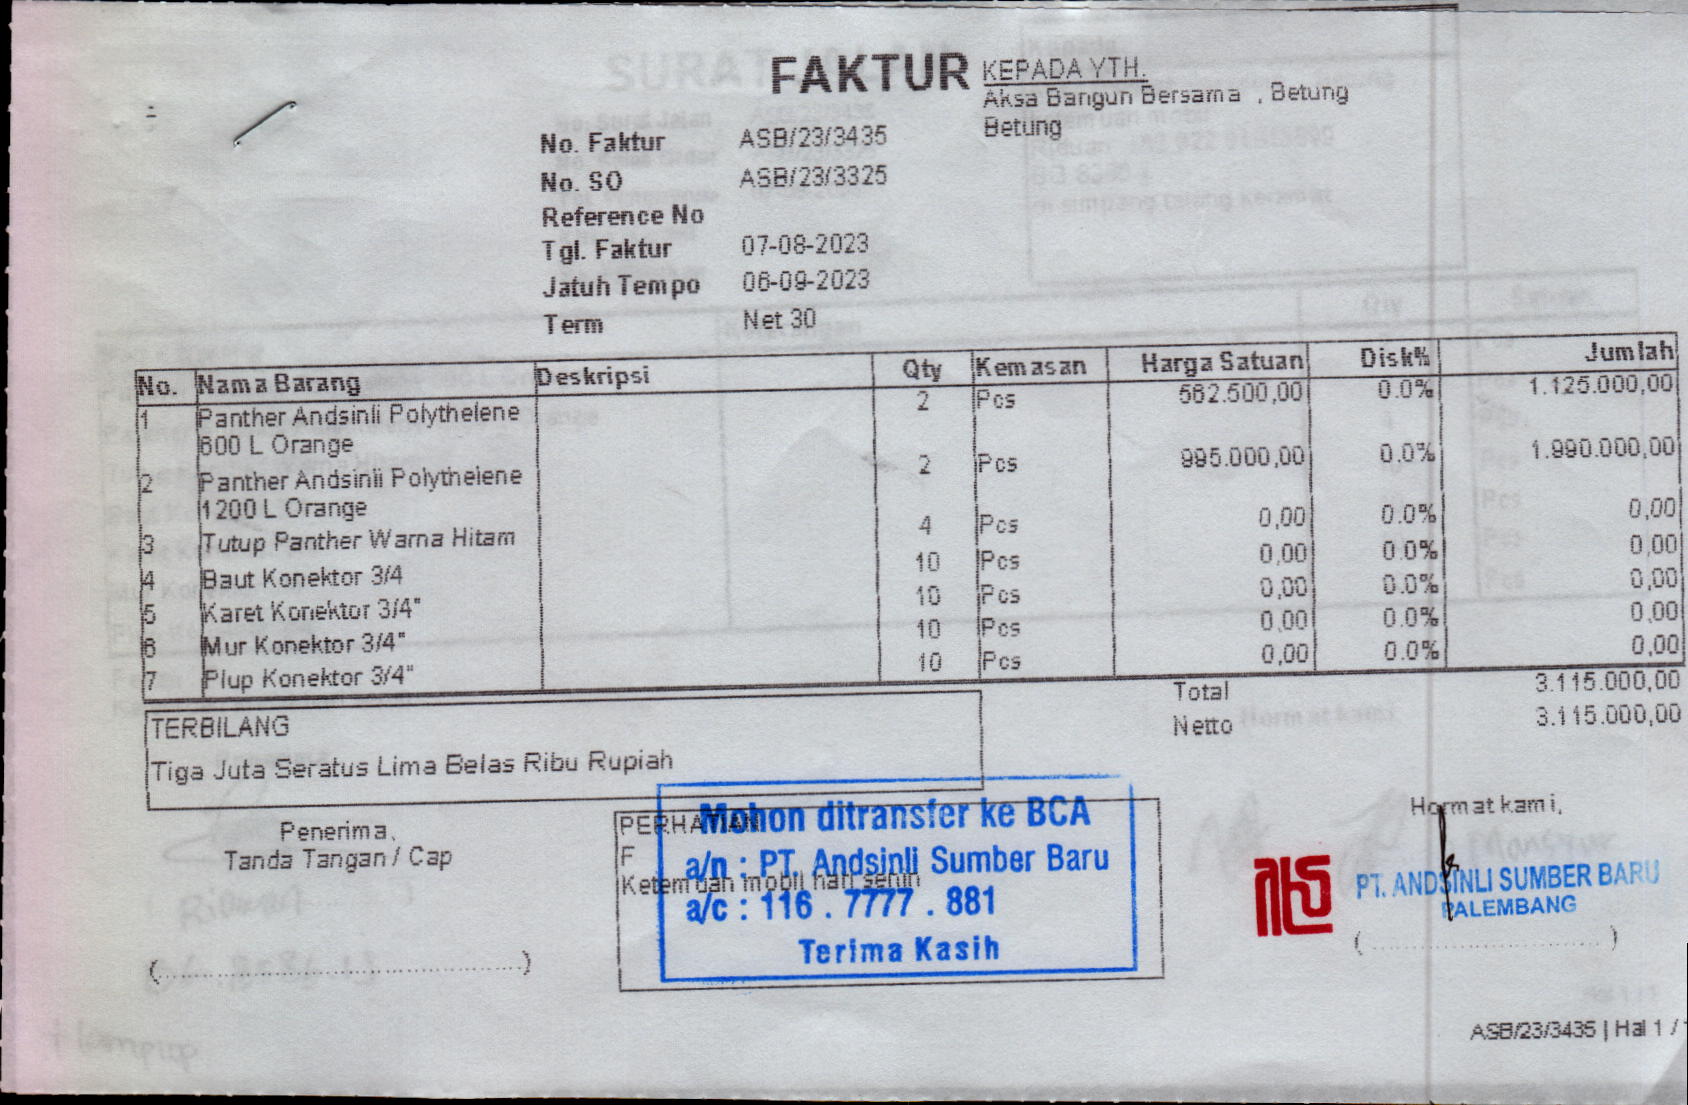 FAKTUR
KEPADA YTH.
Aksa Bangun Bersama , Betung
Betung
No. Faktur ASB/23/3435
No. SO ASB/23/3325
Reference No
Tgl. Faktur 07-08-2023
Jatuh Tempo 06-09-2023
Term Net 30
No. Nama Barang Deskripsi Qty Kemasan Harga Satuan Disk% Jumlah
1 Panther Andsinli Polythelene 2 Pcs 562.500,00 0.0% 1.125.000,00
600 L Orange
2 Panther Andsinli Polythelene 2 Pcs 995.000,00 0.0% 1.990.000,00
1200 L Orange
3 Tutup Panther Warna Hitam 4 Pcs 0,00 0.0% 0,00
4 Baut Konektor 3/4 10 Pcs 0,00 0.0% 0,00
5 Karet Konektor 3/4" 10 Pcs 0,00 0.0% 0,00
6 Mur Konektor 3/4" 10 Pcs 0,00 0.0% 0,00
7 Plup Konektor 3/4" 10 Pcs 0,00 0.0% 0,00
Total 3.115.000,00
Netto 3.115.000,00
TERBILANG
Tiga Juta Seratus Lima Belas Ribu Rupiah
Penerima,
Tanda Tangan / Cap
(..............................)
PERHATIAN
F
Ketemuan mobil hari senin
Mohon ditransfer ke BCA
a/n : PT. Andsinli Sumber Baru
a/c : 116 . 7777 . 881
Terima Kasih
Hormat kami,
PT. ANDSINLI SUMBER BARU
PALEMBANG
(..............................)
ASB/23/3435 | Hal 1 /